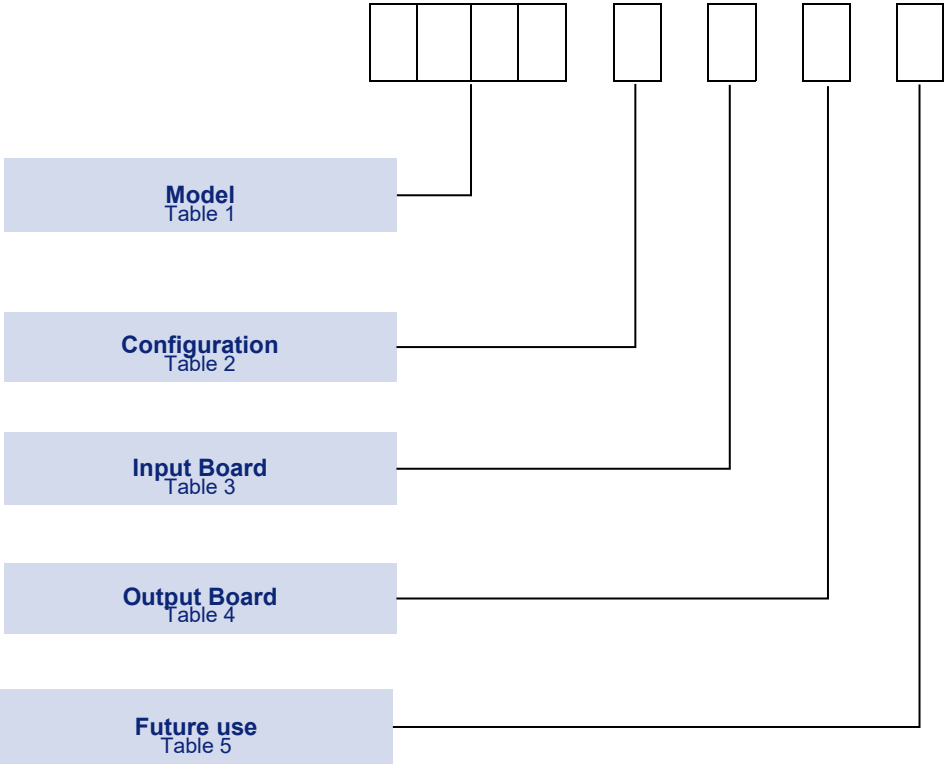 Model
Table 1
Configuration
Table 2
Input Board
Table 3
Output Board
Table 4
Future use
Table 5